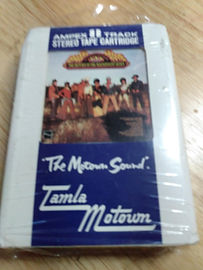 AMPEX 8 TRACK
STEREO TAPE CARTRIDGE
"The Motown Sound".
Tamla
Motown